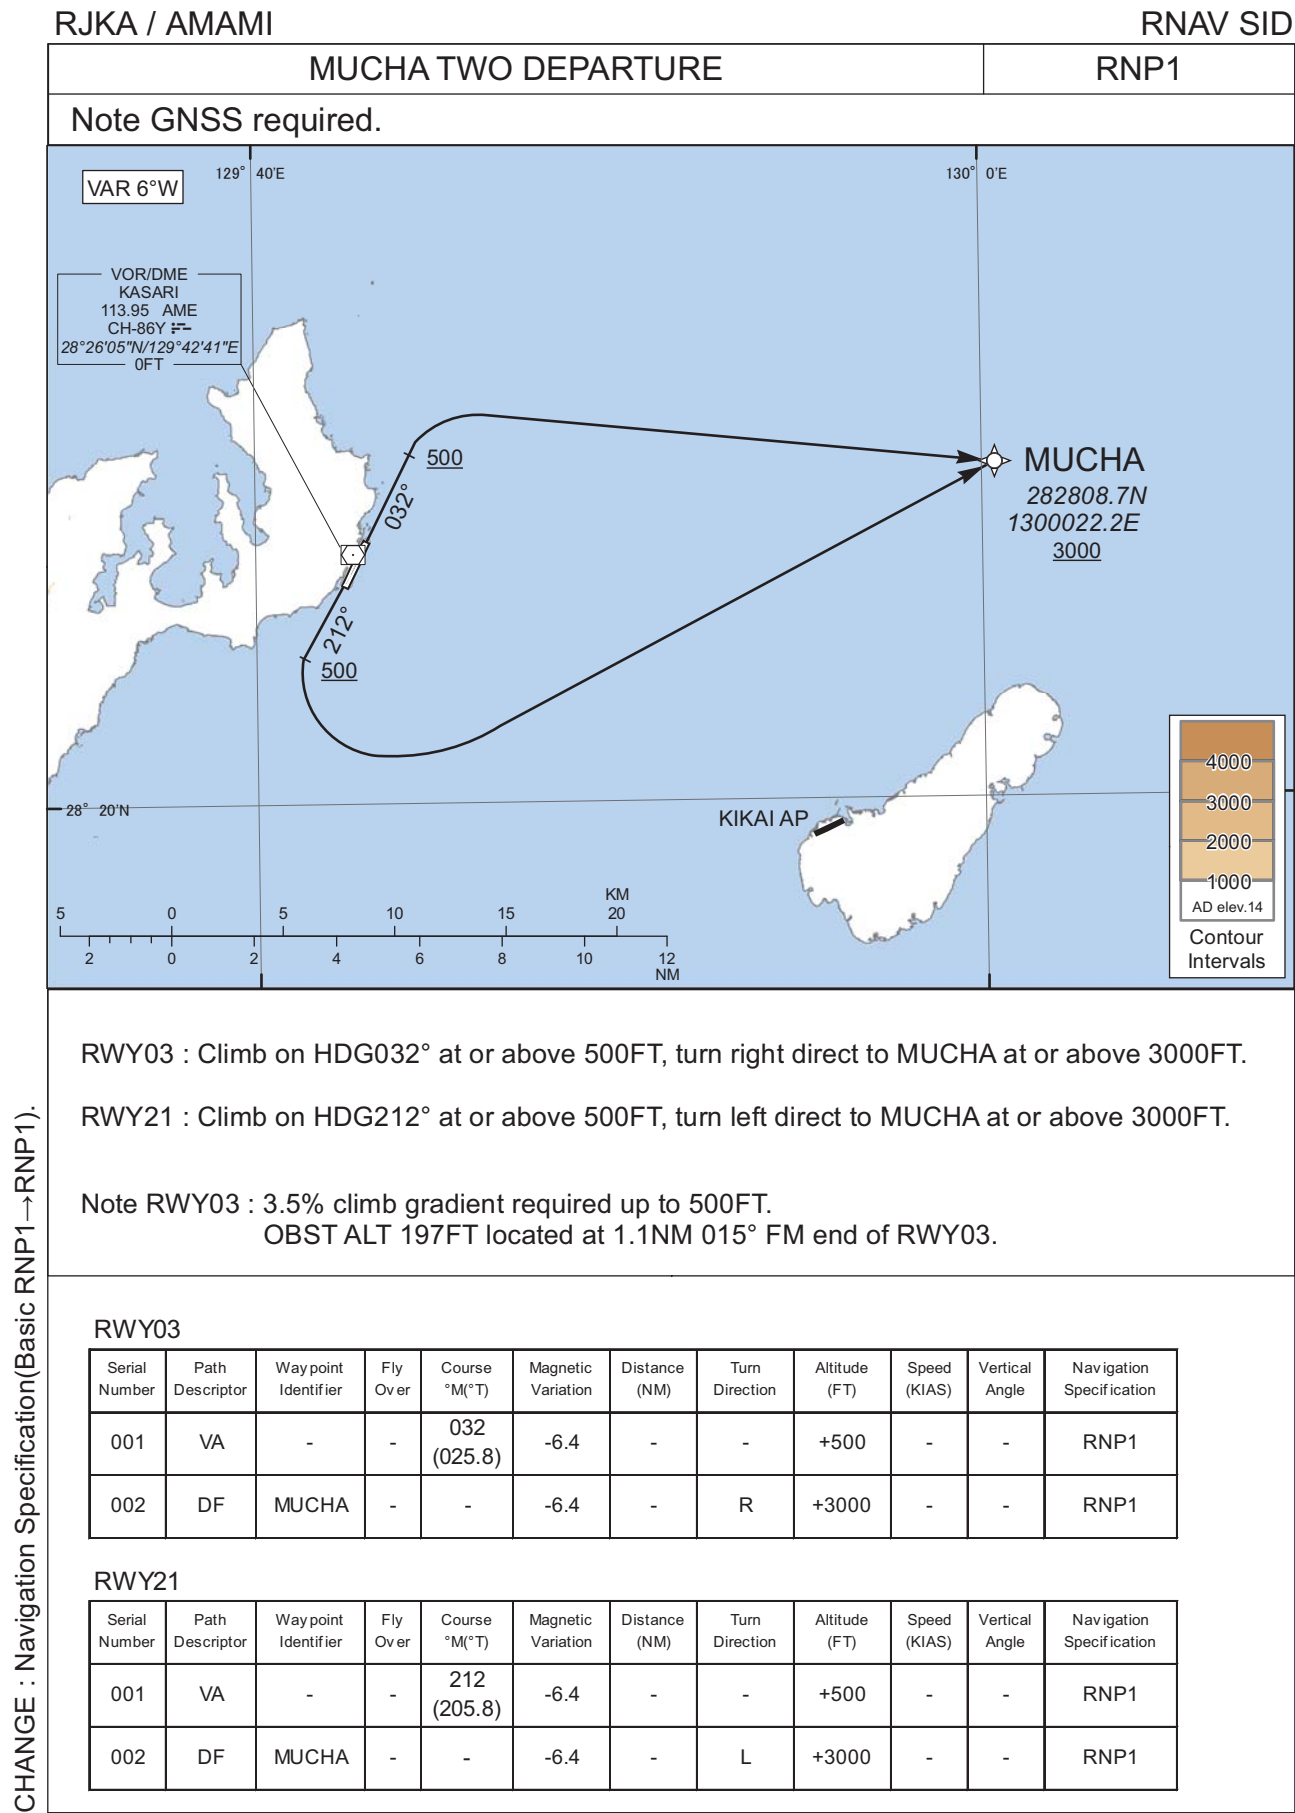 RJKA / AMAMI
RNAV SID
MUCHA TWO DEPARTURE
RNP1
Note GNSS required.
VAR 6°W
129° 40'E
130° 0'E
VOR/DME
KASARI
113.95 AME
CH-86Y
28°26'05"N/129°42'41"E
0FT
500
032°
MUCHA
282808.7N
1300022.2E
3000
212°
500
28° 20'N
KIKAI AP
4000
3000
2000
1000
AD elev.14
Contour
Intervals
KM
5 0 5 10 15 20
2 0 2 4 6 8 10 12
NM
RWY03 : Climb on HDG032° at or above 500FT, turn right direct to MUCHA at or above 3000FT.
RWY21 : Climb on HDG212° at or above 500FT, turn left direct to MUCHA at or above 3000FT.
Note RWY03 : 3.5% climb gradient required up to 500FT.
OBST ALT 197FT located at 1.1NM 015° FM end of RWY03.
CHANGE : Navigation Specification(Basic RNP1→RNP1).
RWY03
Serial Path Waypoint Fly Course Magnetic Distance Turn Altitude Speed Vertical Navigation
Number Descriptor Identifier Over °M(°T) Variation (NM) Direction (FT) (KIAS) Angle Specification
001 VA - - 032 (025.8) -6.4 - - +500 - - RNP1
002 DF MUCHA - - -6.4 - R +3000 - - RNP1
RWY21
Serial Path Waypoint Fly Course Magnetic Distance Turn Altitude Speed Vertical Navigation
Number Descriptor Identifier Over °M(°T) Variation (NM) Direction (FT) (KIAS) Angle Specification
001 VA - - 212 (205.8) -6.4 - - +500 - - RNP1
002 DF MUCHA - - -6.4 - L +3000 - - RNP1